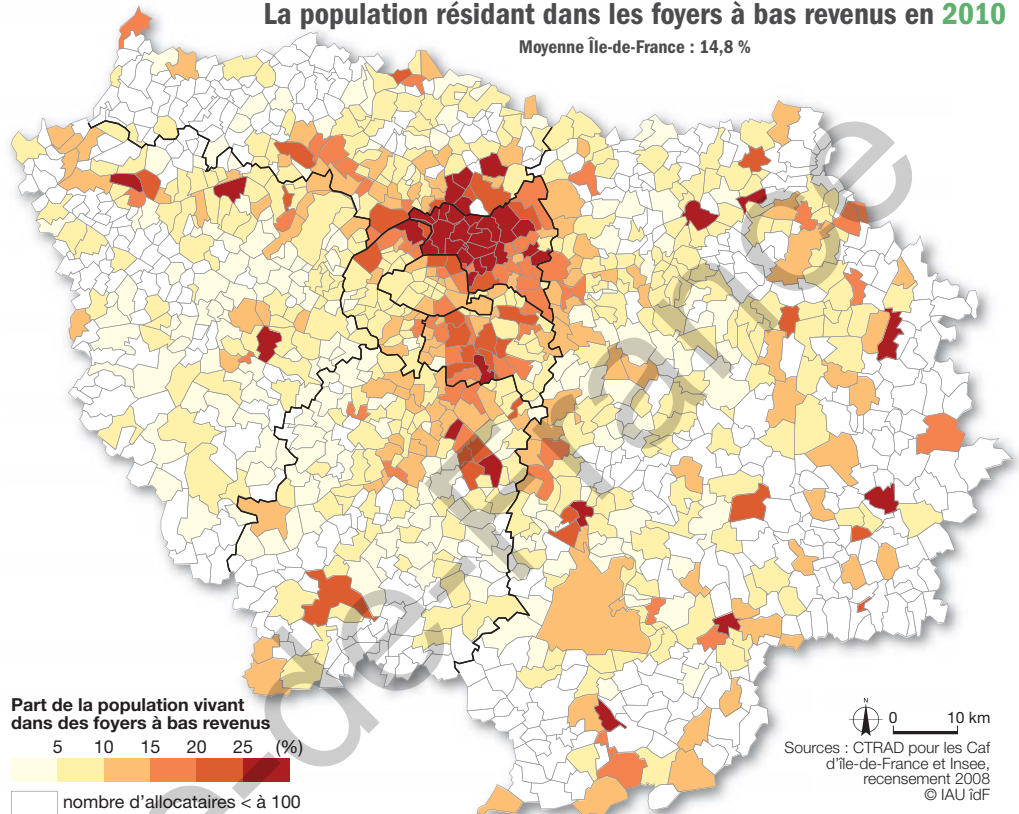 La population résidant dans les foyers à bas revenus en 2010
Moyenne Île-de-France : 14,8 %
-de-France
Part de la population vivant
dans des foyers à bas revenus
5 10 15 20 25 (%)
nombre d'allocataires < à 100
N
0 10 km
Sources : CTRAD pour les Caf
d'île-de-France et Insee,
recensement 2008
© IAU îdF